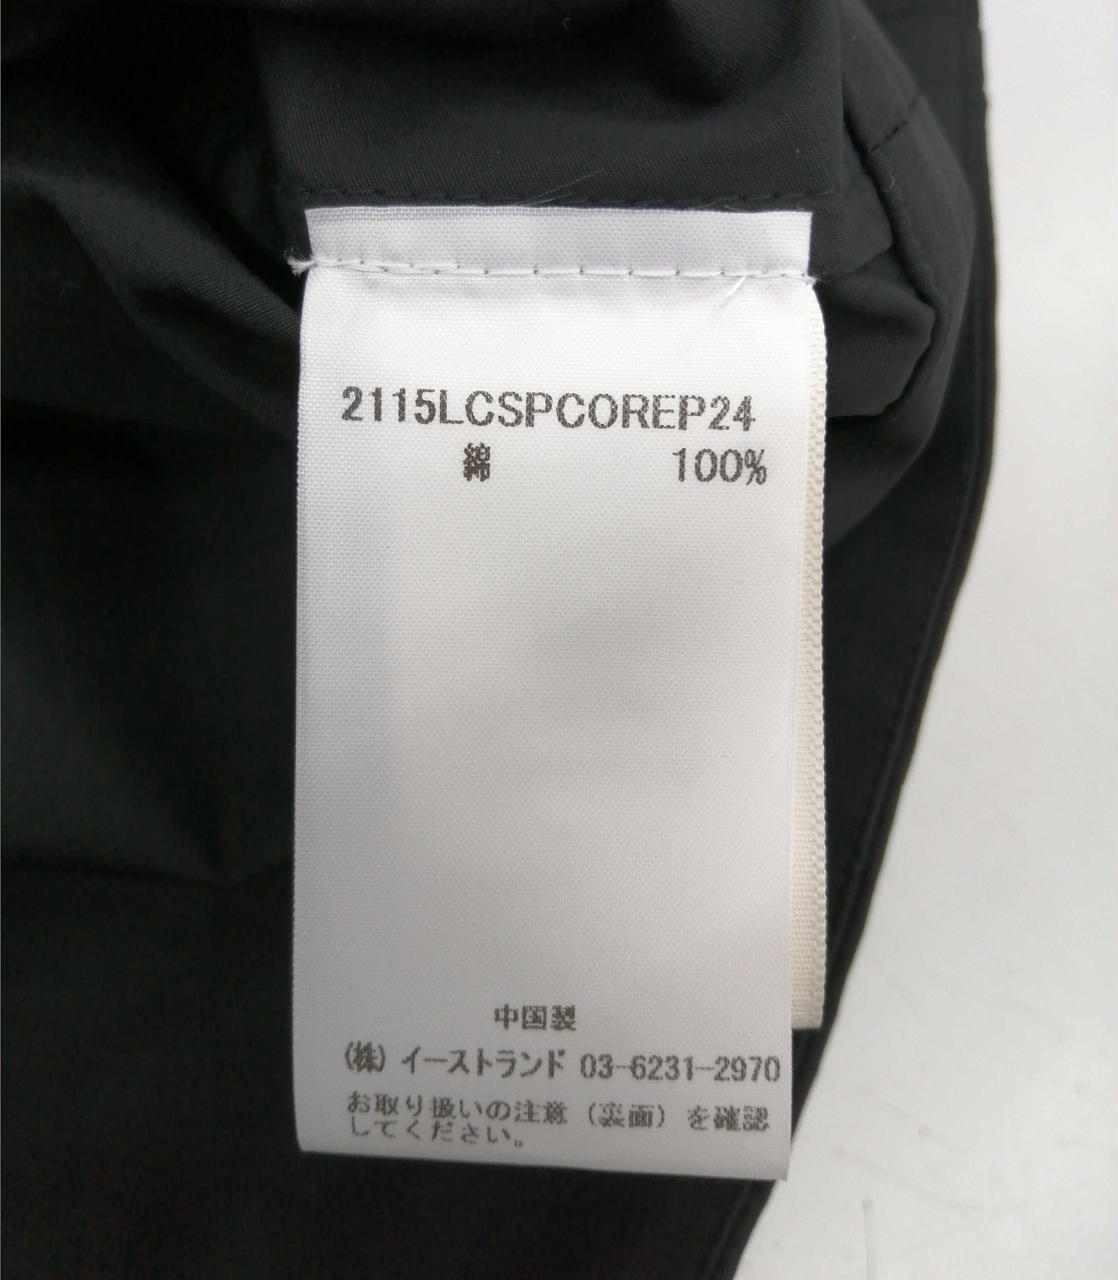 2115LCSPCOREP24
綿 100%
中国製
(株) イーストランド 03-6231-2970
お取り扱いの注意(裏面)を確認
してください。